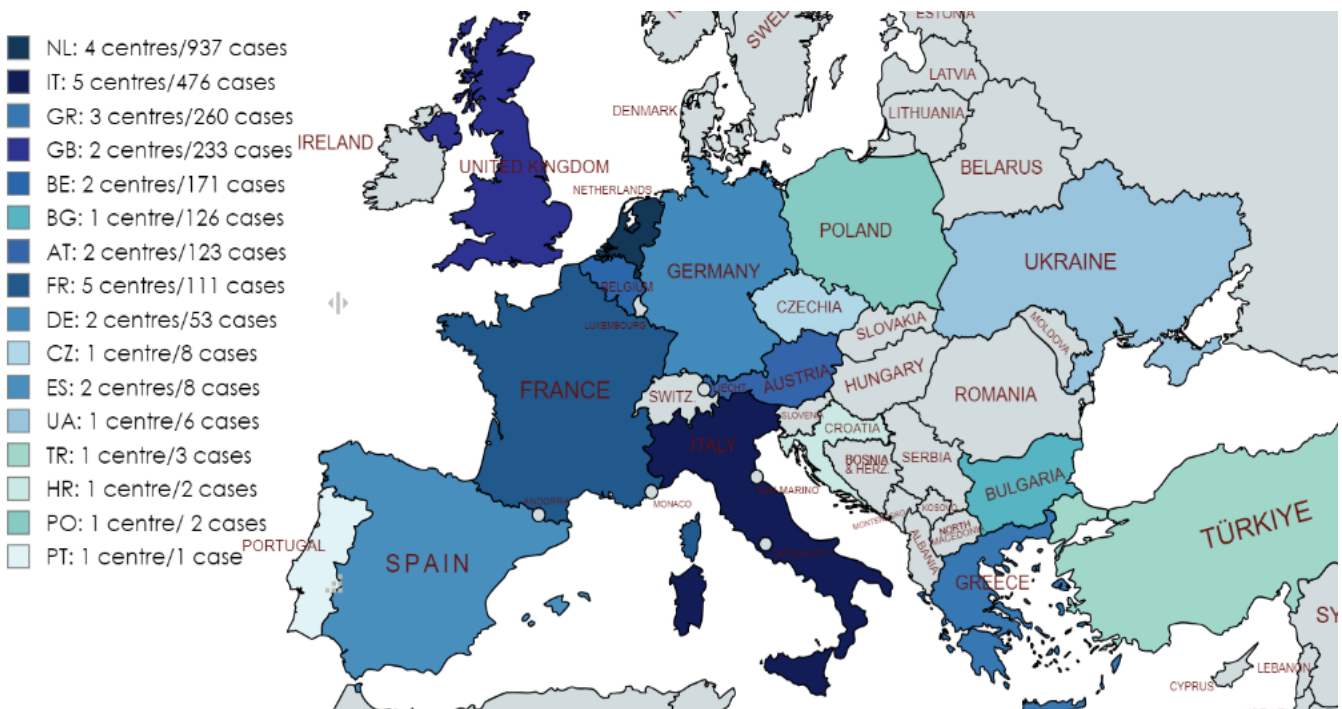 NL: 4 centres/937 cases
IT: 5 centres/476 cases
GR: 3 centres/260 cases
GB: 2 centres/233 cases
BE: 2 centres/171 cases
BG: 1 centre/126 cases
AT: 2 centres/123 cases
FR: 5 centres/111 cases
DE: 2 centres/53 cases
CZ: 1 centre/8 cases
ES: 2 centres/8 cases
UA: 1 centre/6 cases
TR: 1 centre/3 cases
HR: 1 centre/2 cases
PO: 1 centre/ 2 cases
PT: 1 centre/1 case
ESTONIA
LATVIA
LITHUANIA
DENMARK
IRELAND
UNITED KINGDOM
BELARUS
NETHERLANDS
POLAND
UKRAINE
GERMANY
BELGIUM
CZECHIA
LUXEMBOURG
SLOVAKIA
MOLDOVA
FRANCE
SWITZ.
LIECHT.
AUSTRIA
HUNGARY
ROMANIA
SLOVENIA
CROATIA
ITALY
BOSNIA
& HERZ.
SERBIA
BULGARIA
ANDORRA
MONACO
SAN MARINO
MONTENEGRO
KOSOVO
NORTH
MACEDONIA
ALBANIA
PORTUGAL
SPAIN
GREECE
TÜRKIYE
SY
CYPRUS
LEBANON